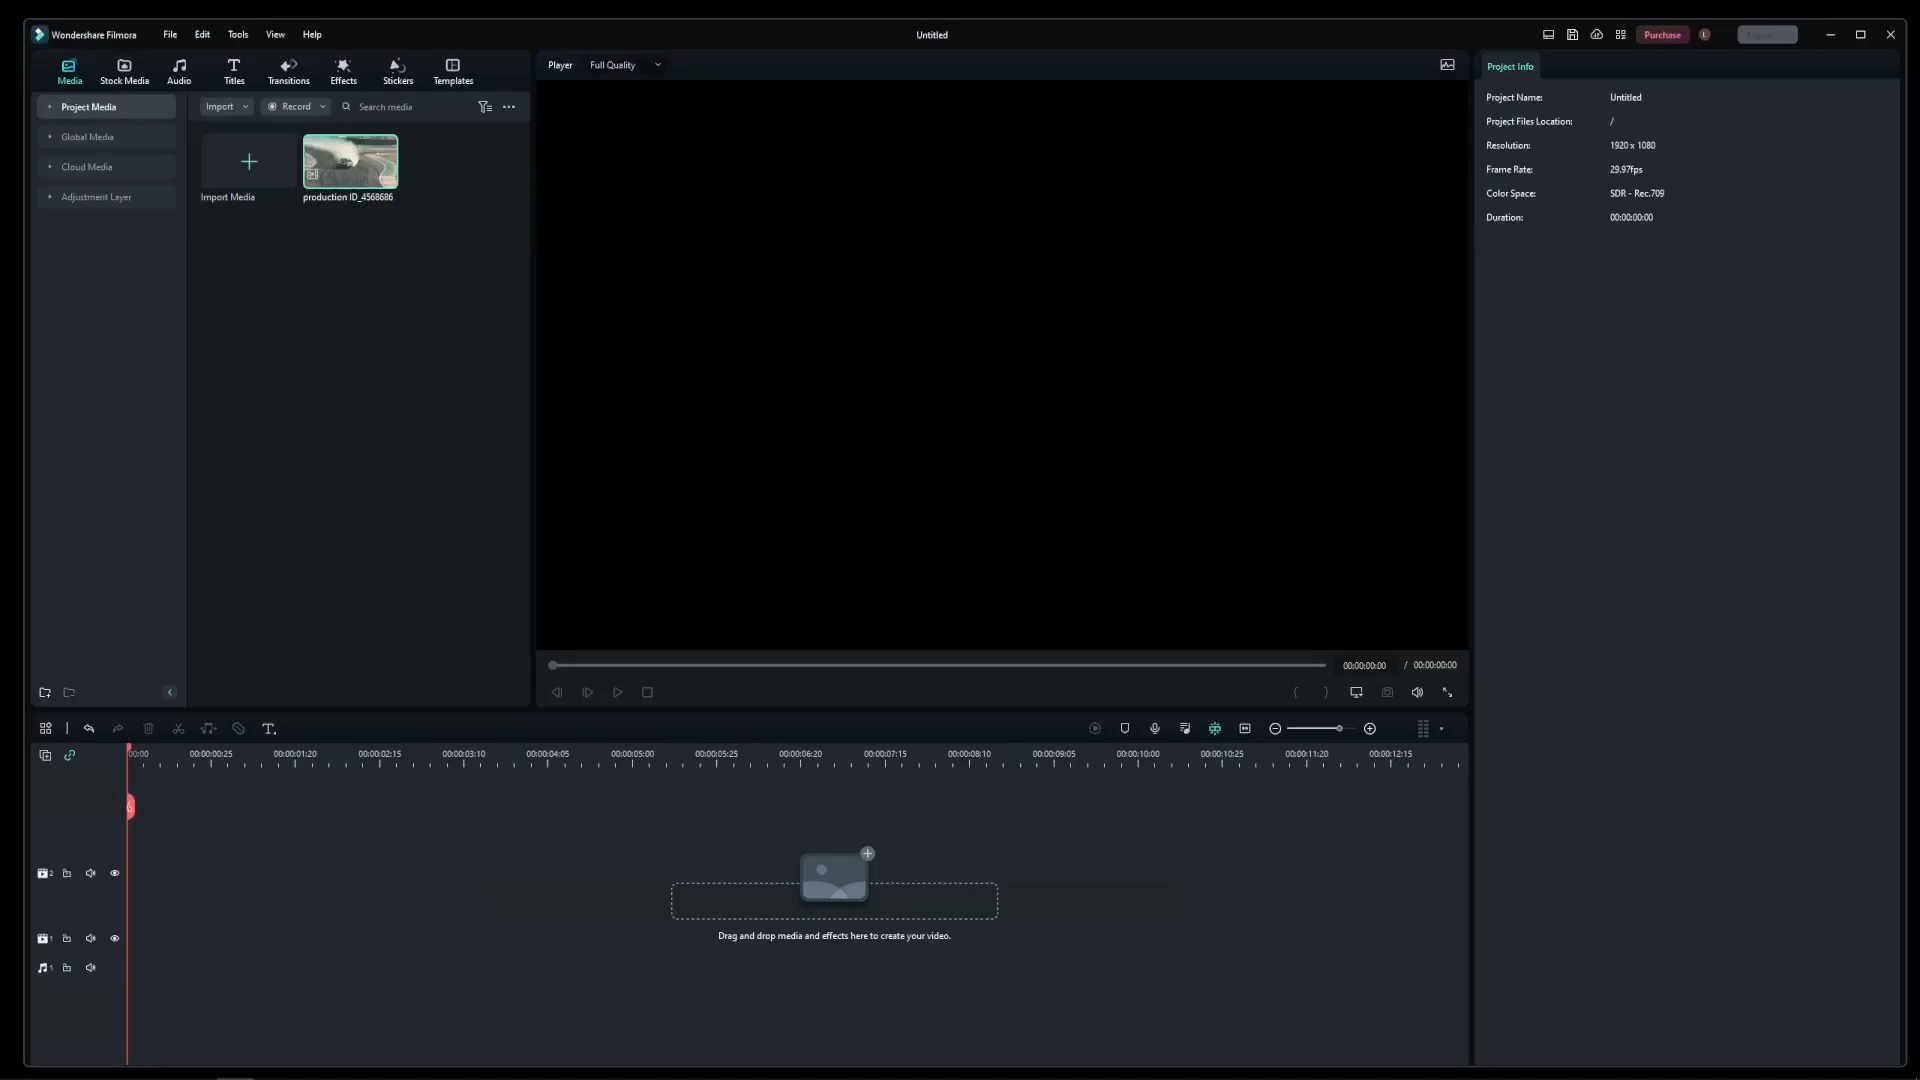 Wondershare Filmora File Edit Tools View Help Untitled Purchase L
Media Stock Media Audio Titles Transitions Effects Stickers Templates
Player Full Quality
Project Info
Project Media
Import Record Search media
Global Media
Cloud Media
Adjustment Layer
Import Media production ID_4568686
Project Name: Untitled
Project Files Location: /
Resolution: 1920 x 1080
Frame Rate: 29.97fps
Color Space: SDR - Rec.709
Duration: 00:00:00:00
00:00:00:00 / 00:00:00:00
00:00 00:00:00:25 00:00:01:20 00:00:02:15 00:00:03:10 00:00:04:05 00:00:05:00 00:00:05:25 00:00:06:20 00:00:07:15 00:00:08:10 00:00:09:05 00:00:10:00 00:00:10:25 00:00:11:20 00:00:12:15
2
Drag and drop media and effects here to create your video.
1
1